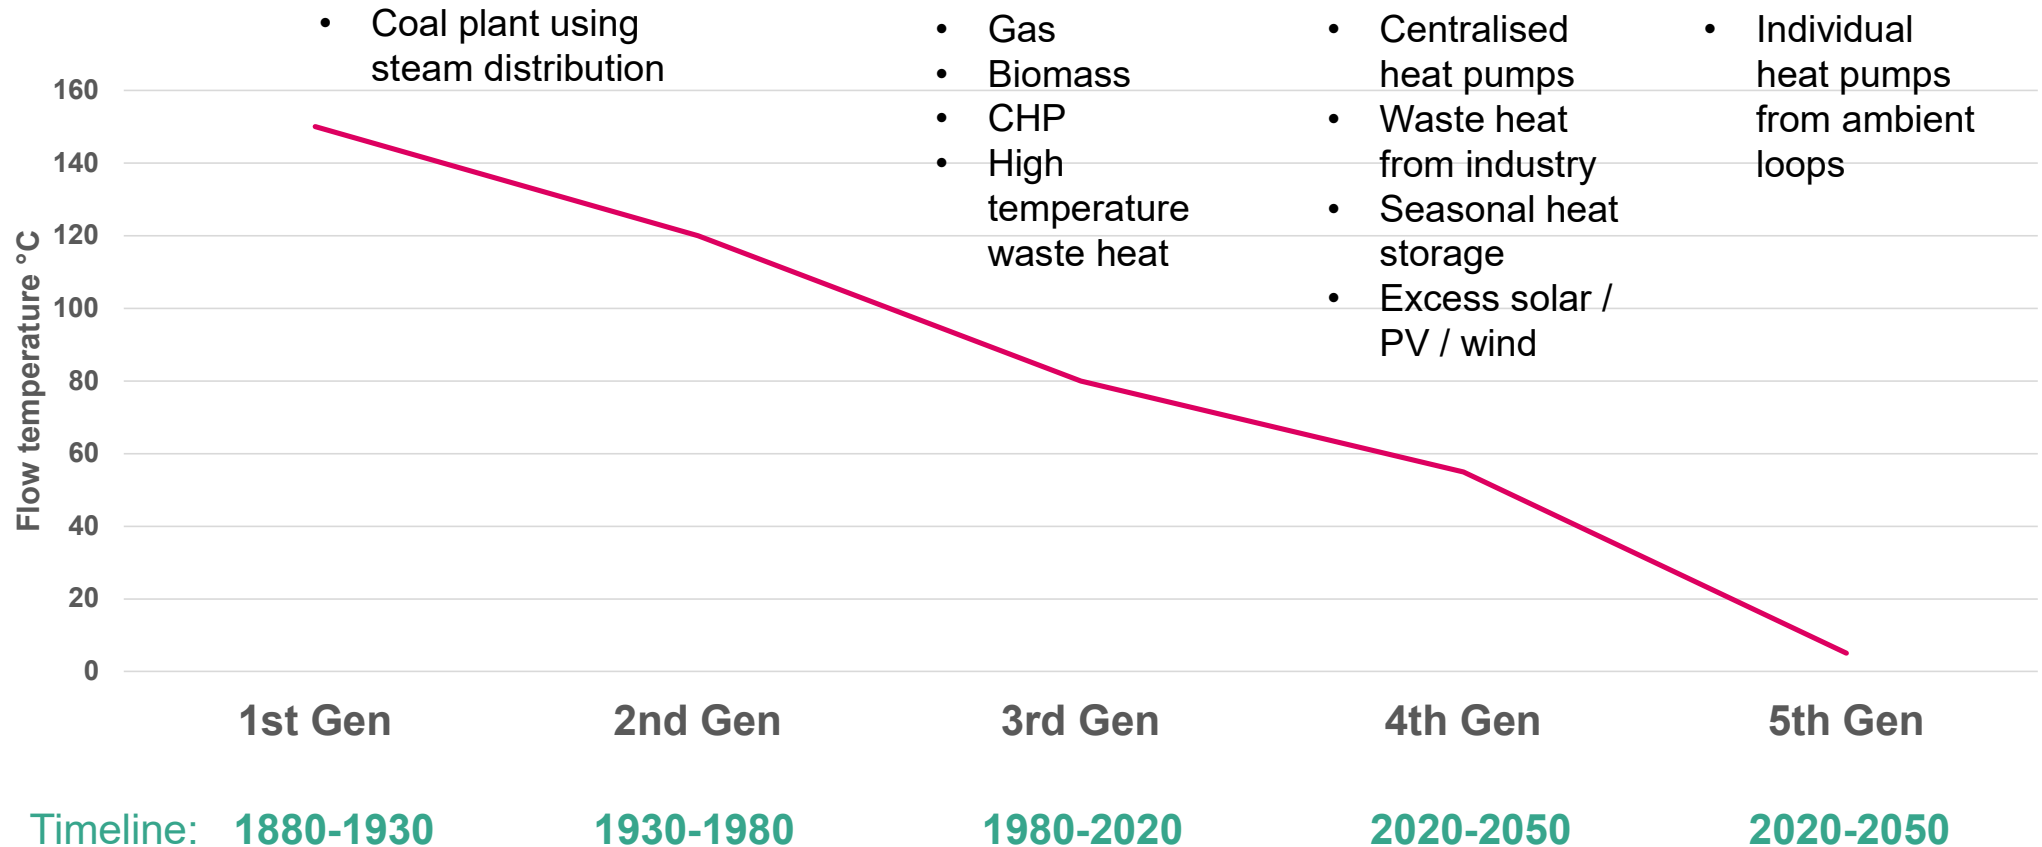 • Coal plant using
steam distribution
• Gas
• Biomass
• CHP
• High
temperature
waste heat
• Centralised
heat pumps
• Waste heat
from industry
• Seasonal heat
storage
• Excess solar /
PV / wind
• Individual
heat pumps
from ambient
loops
Flow temperature °C
160
140
120
100
80
60
40
20
0
1st Gen 2nd Gen 3rd Gen 4th Gen 5th Gen
Timeline: 1880-1930 1930-1980 1980-2020 2020-2050 2020-2050